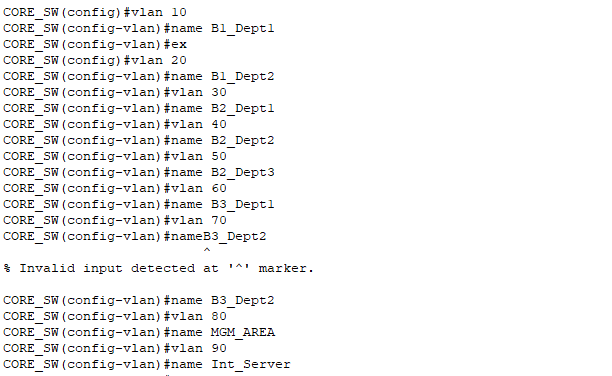 CORE_SW(config)#vlan 10
CORE_SW(config-vlan)#name B1_Dept1
CORE_SW(config-vlan)#ex
CORE_SW(config)#vlan 20
CORE_SW(config-vlan)#name B1_Dept2
CORE_SW(config-vlan)#vlan 30
CORE_SW(config-vlan)#name B2_Dept1
CORE_SW(config-vlan)#vlan 40
CORE_SW(config-vlan)#name B2_Dept2
CORE_SW(config-vlan)#vlan 50
CORE_SW(config-vlan)#name B2_Dept3
CORE_SW(config-vlan)#vlan 60
CORE_SW(config-vlan)#name B3_Dept1
CORE_SW(config-vlan)#vlan 70
CORE_SW(config-vlan)#nameB3_Dept2
^
% Invalid input detected at '^' marker.
CORE_SW(config-vlan)#name B3_Dept2
CORE_SW(config-vlan)#vlan 80
CORE_SW(config-vlan)#name MGM_AREA
CORE_SW(config-vlan)#vlan 90
CORE_SW(config-vlan)#name Int_Server